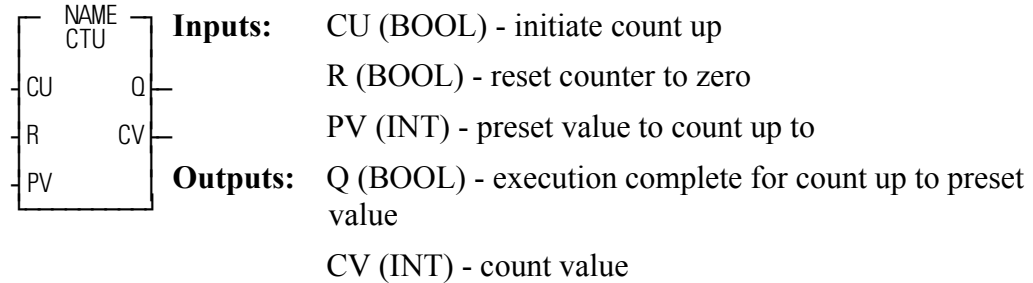 NAME
CTU
CU Q
R CV
PV
Inputs: CU (BOOL) - initiate count up
R (BOOL) - reset counter to zero
PV (INT) - preset value to count up to
Outputs: Q (BOOL) - execution complete for count up to preset
value
CV (INT) - count value